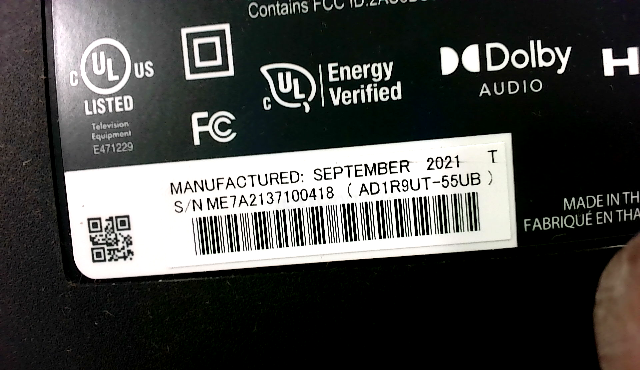 Contains FCC ID:
C UL US
LISTED
Television
Equipment
E471229
FC
C UL Energy
Verified
Dolby
AUDIO
H
MANUFACTURED: SEPTEMBER 2021 T
S/N ME7A2137100418 ( AD1R9UT-55UB )
MADE IN TH
FABRIQUÉ EN THA